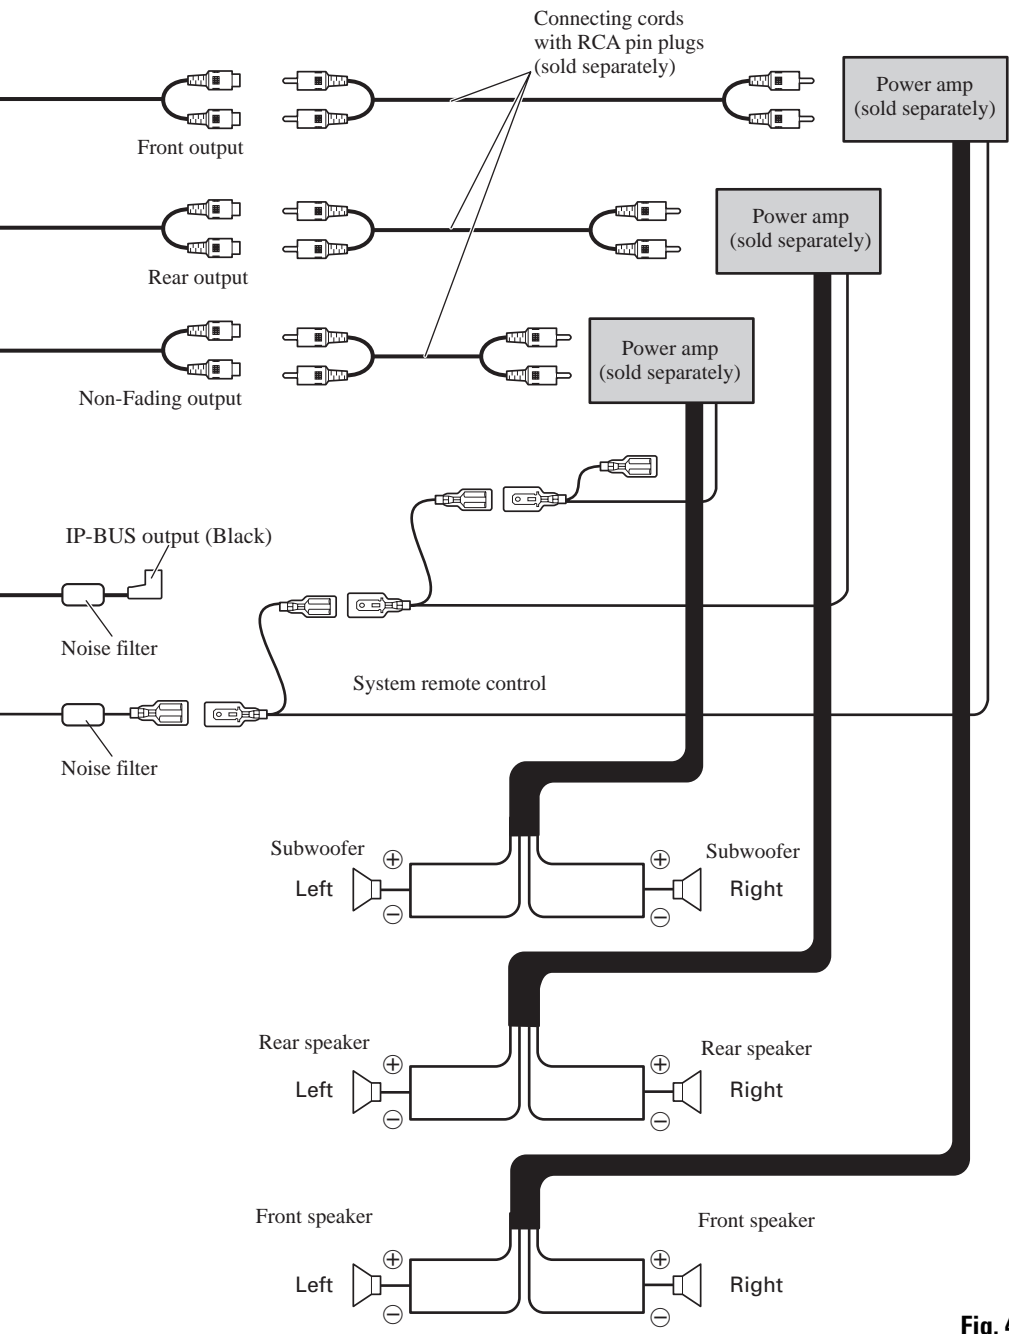 Connecting cords
with RCA pin plugs
(sold separately)
Power amp
(sold separately)
Front output
Power amp
(sold separately)
Rear output
Power amp
(sold separately)
Non-Fading output
IP-BUS output (Black)
Noise filter
System remote control
Noise filter
Subwoofer
Left
⊕
⊖
⊕
⊖
Subwoofer
Right
Rear speaker
Left
⊕
⊖
⊕
⊖
Rear speaker
Right
Front speaker
Left
⊕
⊖
⊕
⊖
Front speaker
Right
Fig. 4